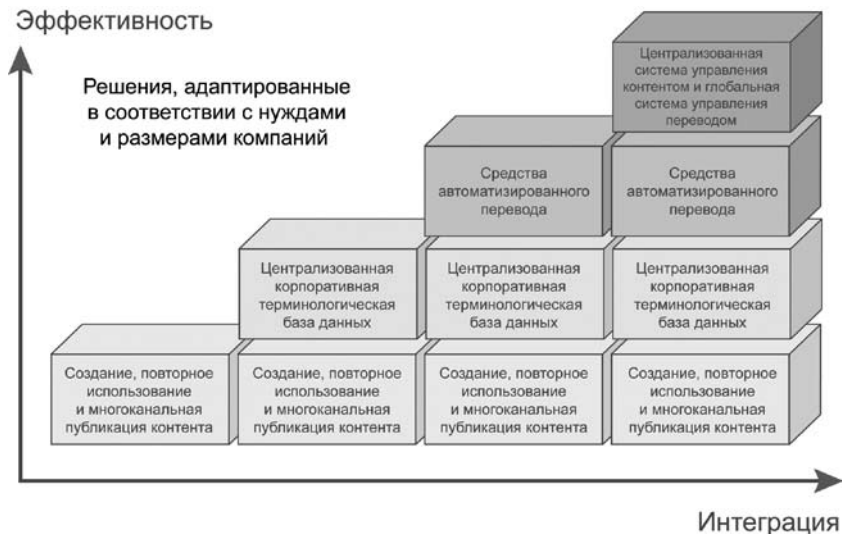 Эффективность
Решения, адаптированные
в соответствии с нуждами
и размерами компаний
Централизованная
система управления
контентом и глобальная
система управления
переводом
Средства
автоматизированного
перевода
Средства
автоматизированного
перевода
Централизованная
корпоративная
терминологическая
база данных
Централизованная
корпоративная
терминологическая
база данных
Централизованная
корпоративная
терминологическая
база данных
Создание, повторное
использование
и многоканальная
публикация контента
Создание, повторное
использование
и многоканальная
публикация контента
Создание, повторное
использование
и многоканальная
публикация контента
Создание, повторное
использование
и многоканальная
публикация контента
Интеграция